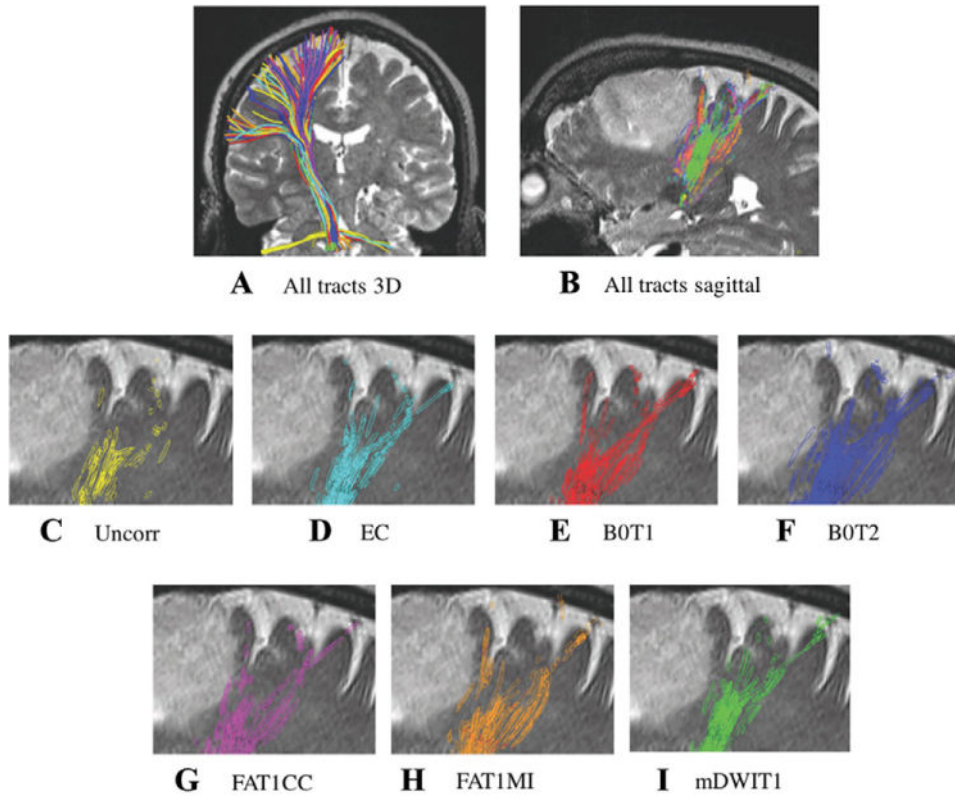 A All tracts 3D
B All tracts sagittal
C Uncorr
D EC
E B0T1
F B0T2
G FAT1CC
H FAT1MI
I mDWIT1